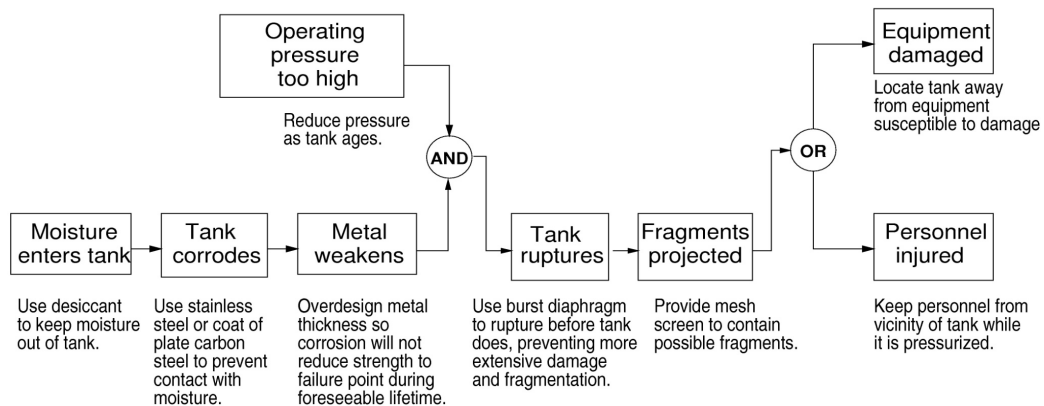 Operating
pressure
too high
Reduce pressure
as tank ages.
AND
OR
Equipment
damaged
Locate tank away
from equipment
susceptible to damage
Moisture
enters tank
Use desiccant
to keep moisture
out of tank.
Tank
corrodes
Use stainless
steel or coat of
plate carbon
steel to prevent
contact with
moisture.
Metal
weakens
Overdesign metal
thickness so
corrosion will not
reduce strength to
failure point during
foreseeable lifetime.
Tank
ruptures
Use burst diaphragm
to rupture before tank
does, preventing more
extensive damage
and fragmentation.
Fragments
projected
Provide mesh
screen to contain
possible fragments.
Personnel
injured
Keep personnel from
vicinity of tank while
it is pressurized.